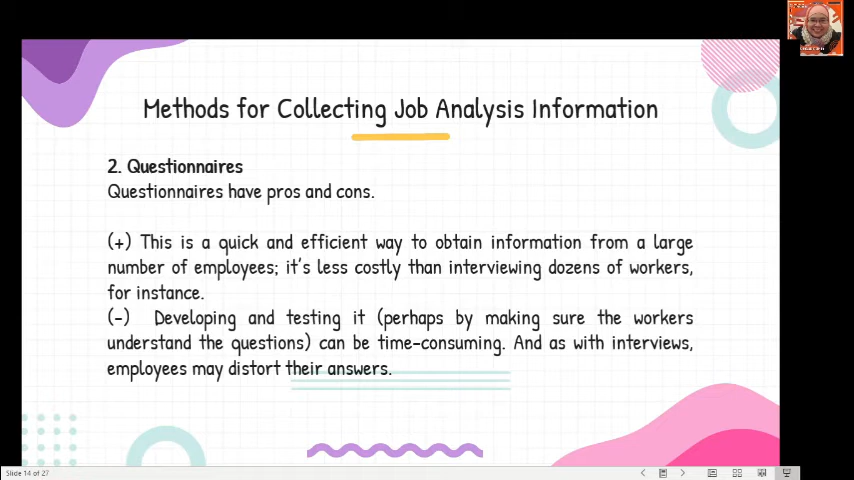 Methods for Collecting Job Analysis Information
2. Questionnaires
Questionnaires have pros and cons.
(+) This is a quick and efficient way to obtain information from a large
number of employees; it's less costly than interviewing dozens of workers,
for instance.
(-) Developing and testing it (perhaps by making sure the workers
understand the questions) can be time-consuming. And as with interviews,
employees may distort their answers.
Slide 14 of 27